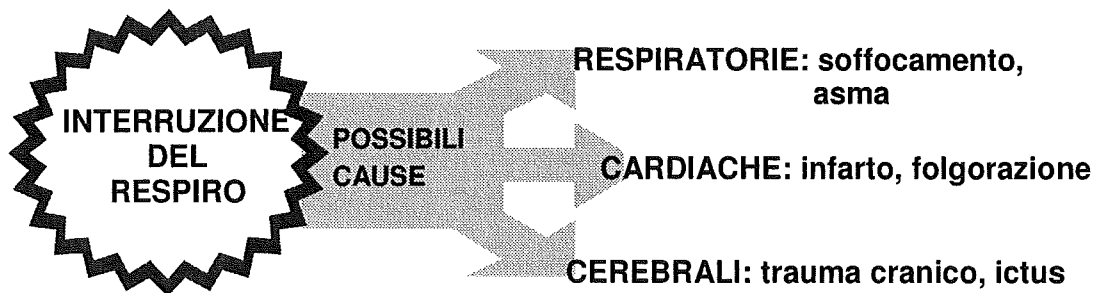 INTERRUZIONE
DEL
RESPIRO
POSSIBILI
CAUSE
RESPIRATORIE: soffocamento,
asma
CARDIACHE: infarto, folgorazione
CEREBRALI: trauma cranico, ictus